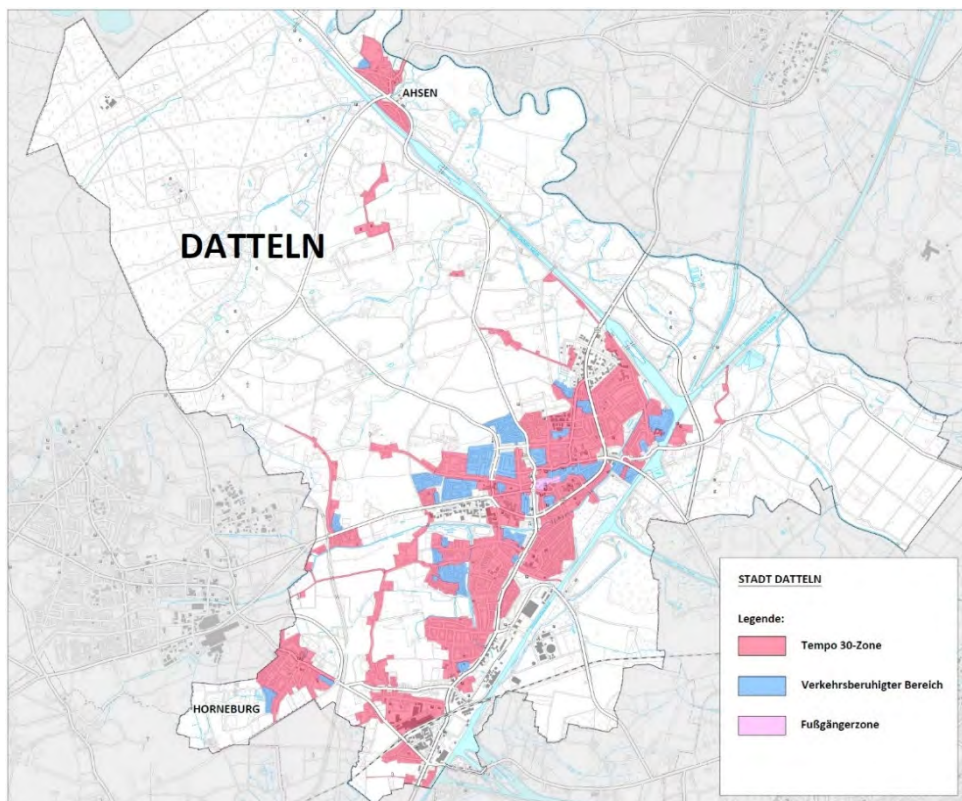 AHSEN
DATTELN
HORNEBURG
STADT DATTELN
Legende:
Tempo 30-Zone
Verkehrsberuhigter Bereich
Fußgängerzone